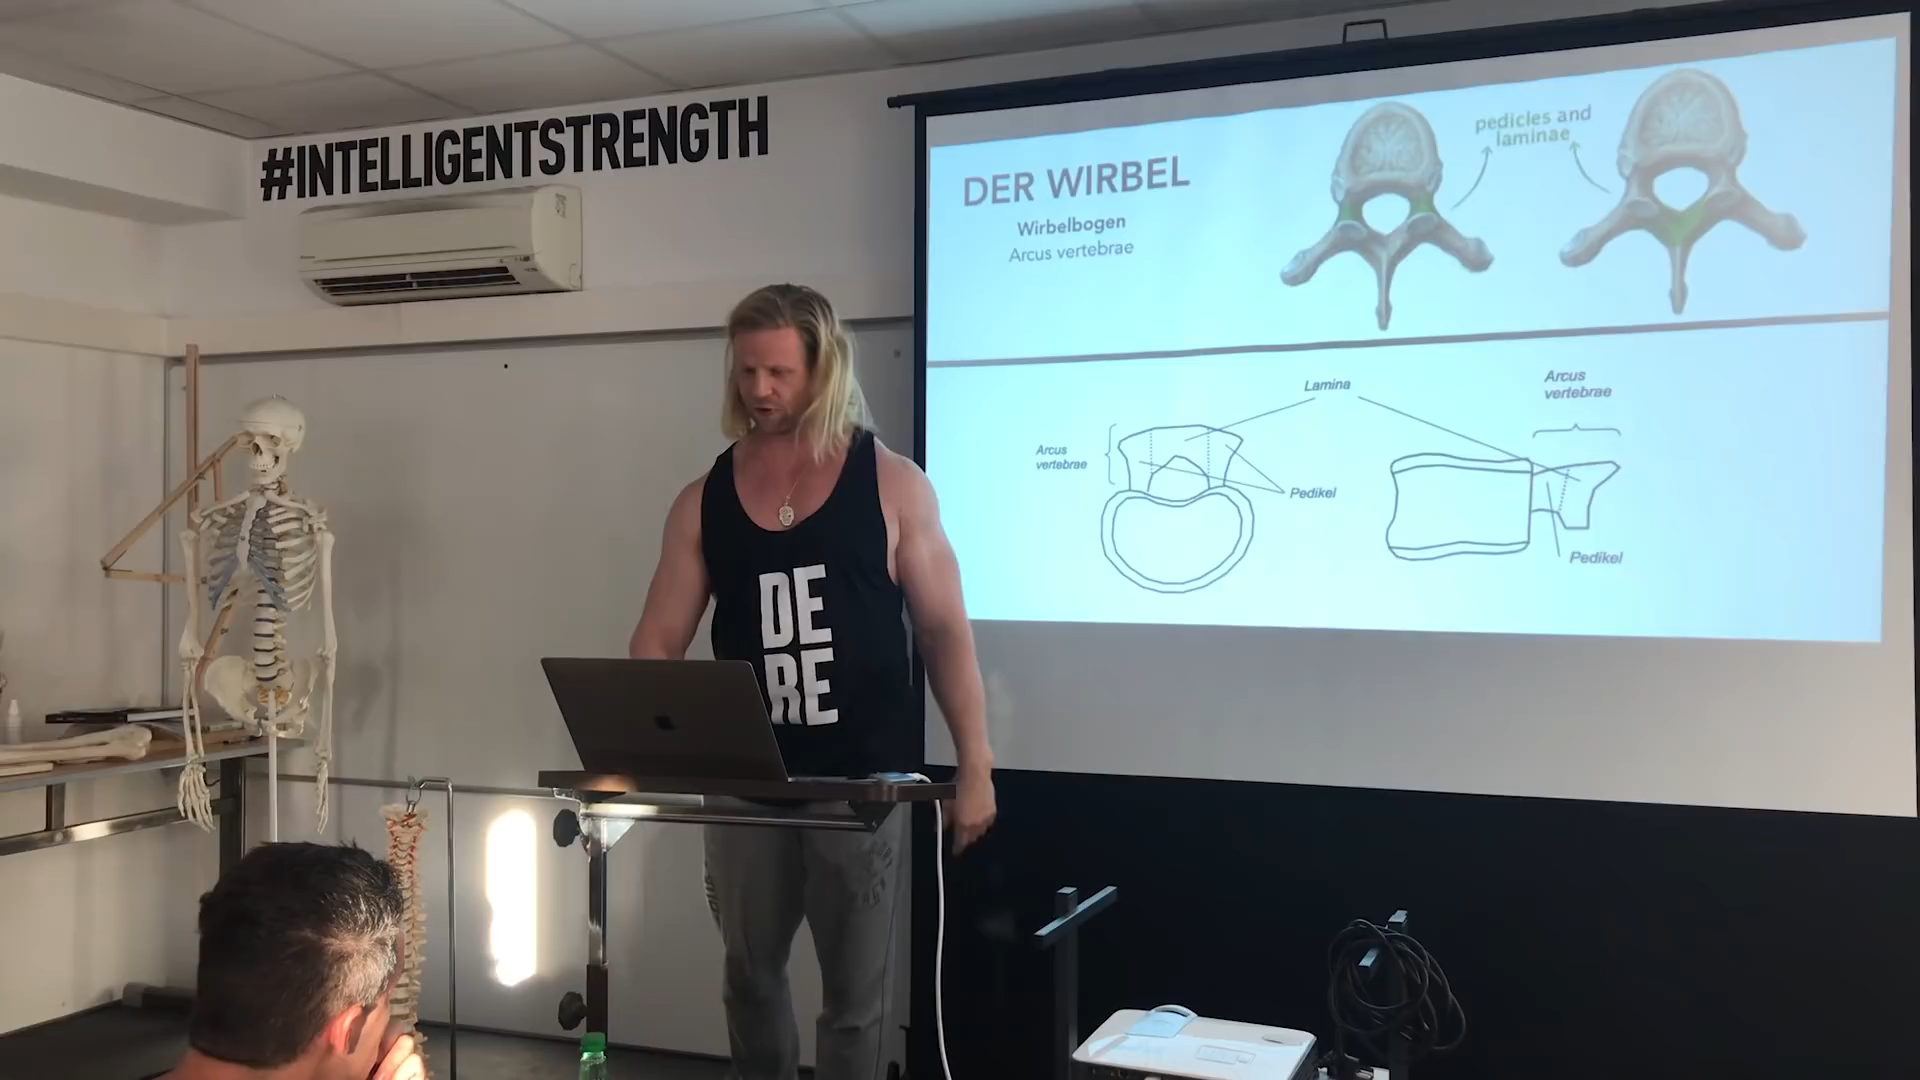 #INTELLIGENTSTRENGTH
DER WIRBEL
Wirbelbogen
Arcus vertebrae
pedicles and
laminae
Lamina
Arcus
vertebrae
Arcus
vertebrae
Pedikel
Pedikel
DE
RE